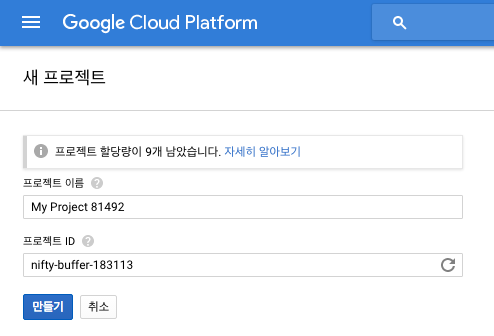 Google Cloud Platform
새 프로젝트
프로젝트 할당량이 9개 남았습니다. 자세히 알아보기
프로젝트 이름
My Project 81492
프로젝트 ID
nifty-buffer-183113
만들기 취소